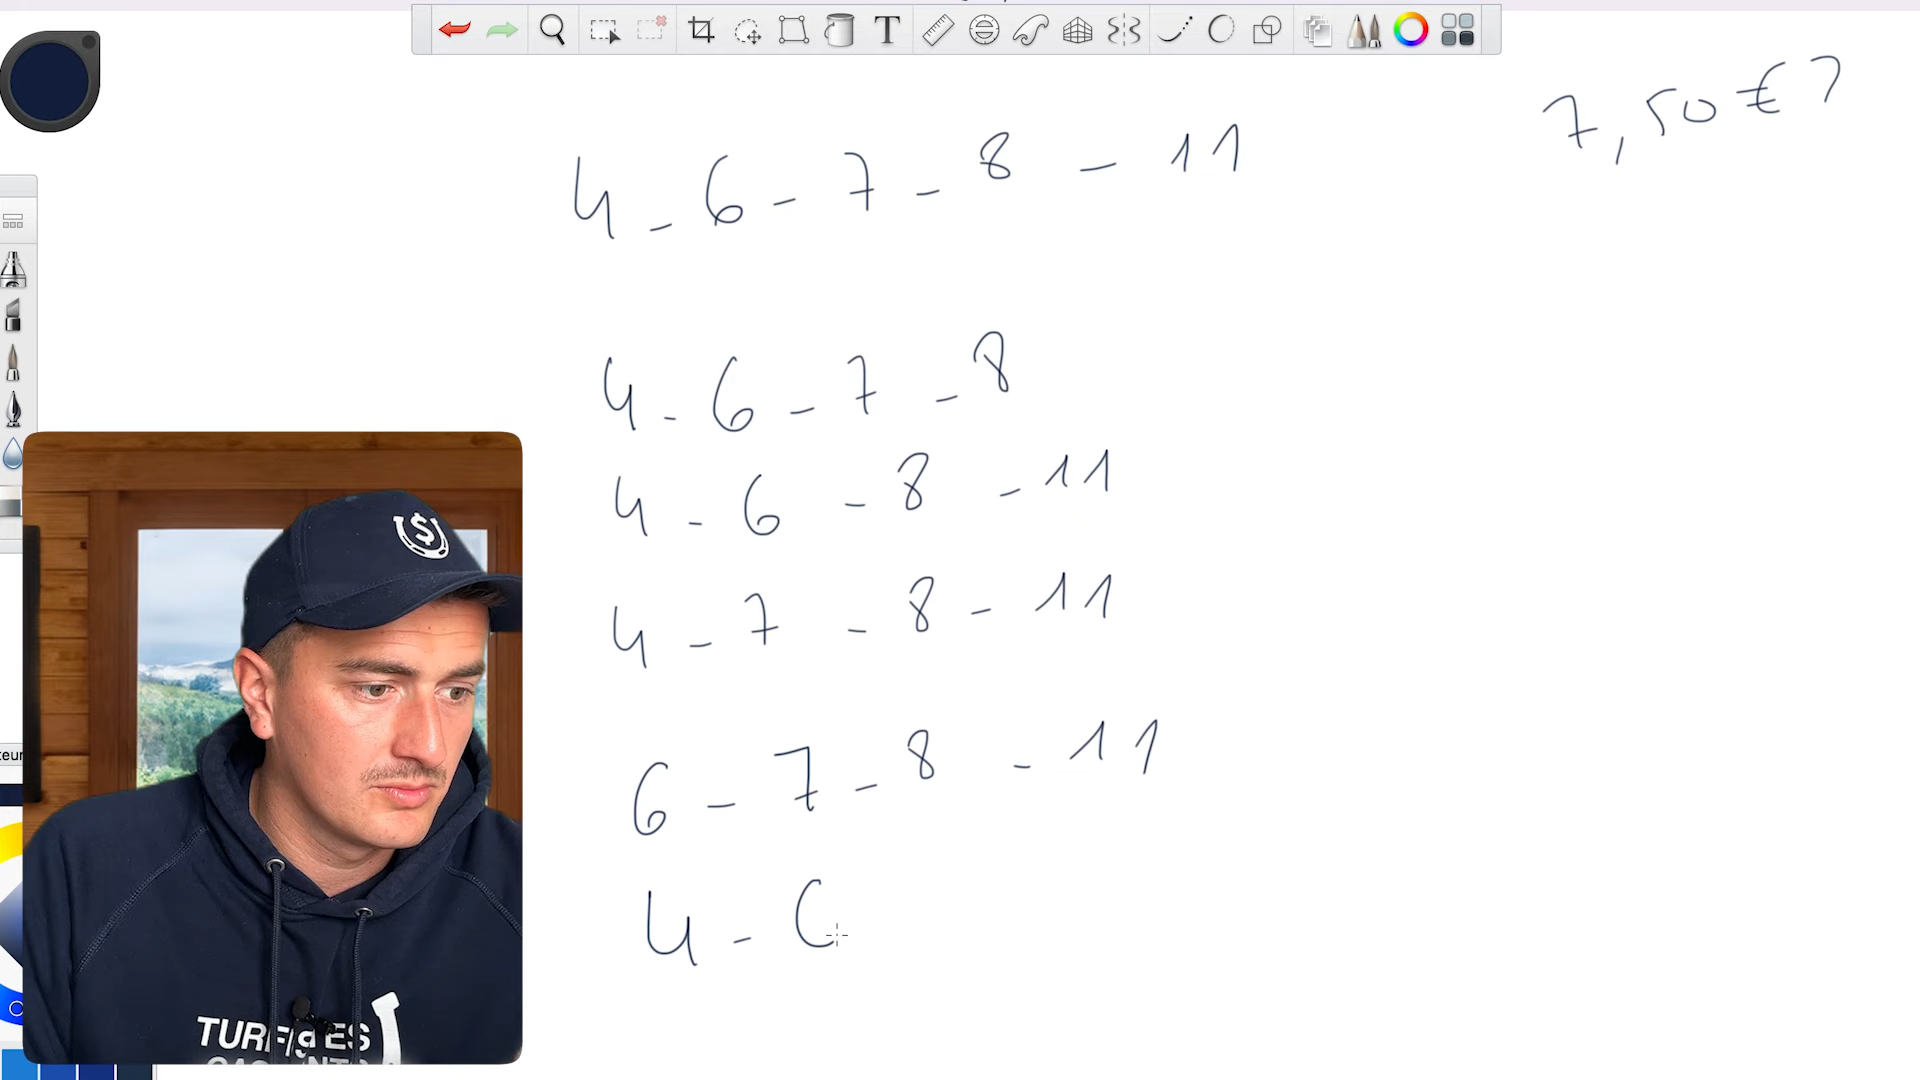 7,50€?
4 - 6 - 7 - 8 - 11
4 - 6 - 7 - 8
4 - 6 - 8 - 11
4 - 7 - 8 - 11
6 - 7 - 8 - 11
4 - 6
T
teur